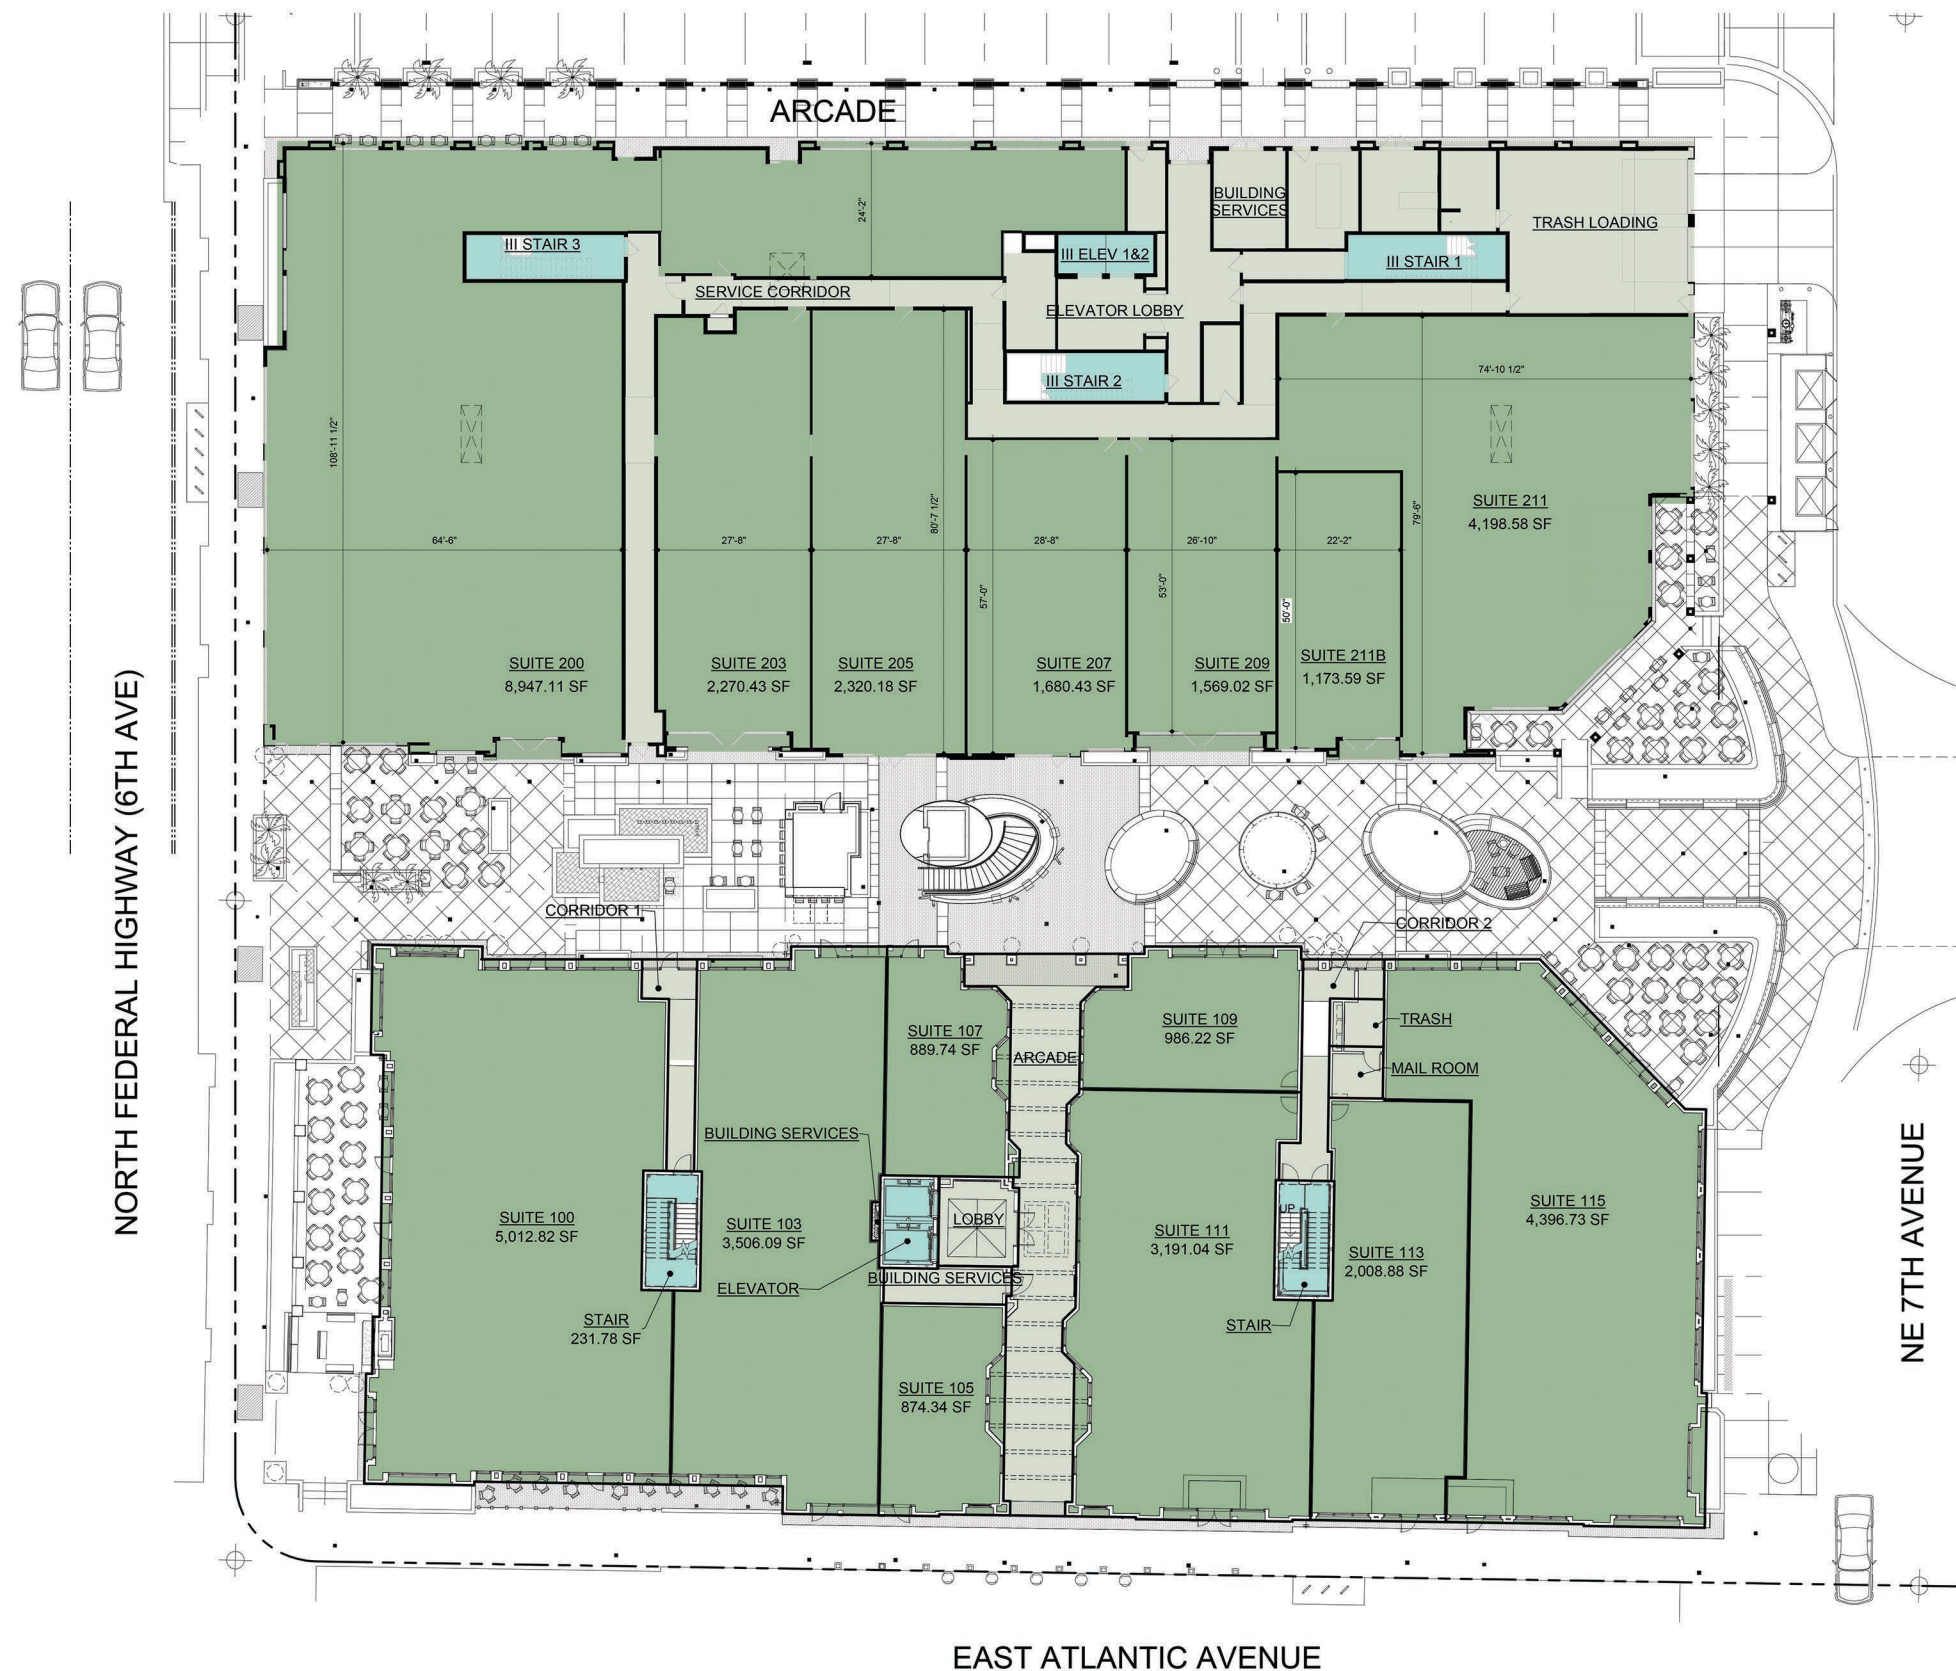 ARCADE
24'-2"
BUILDING
SERVICES
TRASH LOADING
III STAIR 3
III ELEV 1&2
III STAIR 1
SERVICE CORRIDOR
ELEVATOR LOBBY
III STAIR 2
74'-10 1/2"
108'-11 1/2"
80'-7 1/2"
79'-6"
SUITE 211
4,198.58 SF
64'-6"
27'-8"
27'-8"
28'-8"
26'-10"
22'-2"
57'-0"
53'-0"
50'-0"
SUITE 200
8,947.11 SF
SUITE 203
2,270.43 SF
SUITE 205
2,320.18 SF
SUITE 207
1,680.43 SF
SUITE 209
1,569.02 SF
SUITE 211B
1,173.59 SF
NORTH FEDERAL HIGHWAY (6TH AVE)
CORRIDOR 1
CORRIDOR 2
SUITE 107
889.74 SF
ARCADE
SUITE 109
986.22 SF
TRASH
MAIL ROOM
BUILDING SERVICES
SUITE 100
5,012.82 SF
SUITE 103
3,506.09 SF
LOBBY
SUITE 111
3,191.04 SF
UP
SUITE 113
2,008.88 SF
SUITE 115
4,396.73 SF
ELEVATOR
BUILDING SERVICES
STAIR
231.78 SF
STAIR
SUITE 105
874.34 SF
NE 7TH AVENUE
EAST ATLANTIC AVENUE